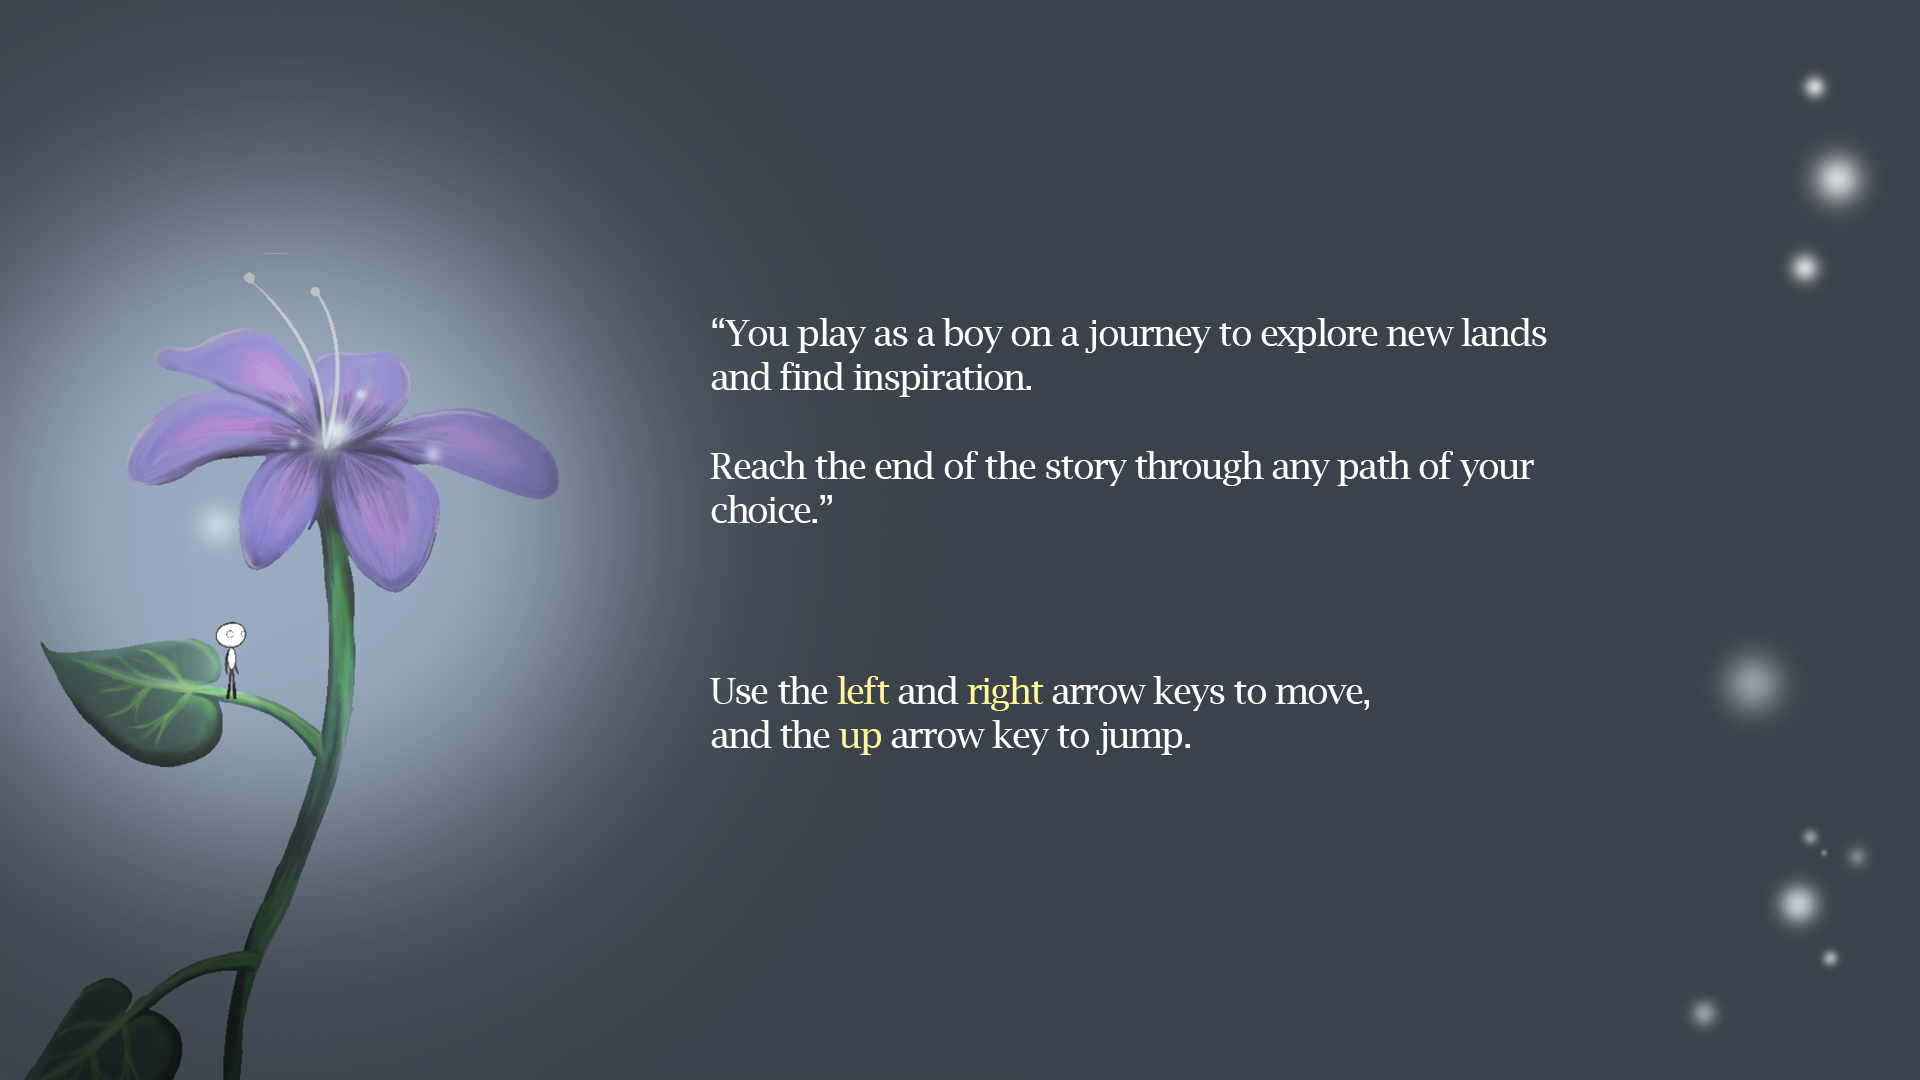 “You play as a boy on a journey to explore new lands
and find inspiration.
Reach the end of the story through any path of your
choice.”
Use the left and right arrow keys to move,
and the up arrow key to jump.